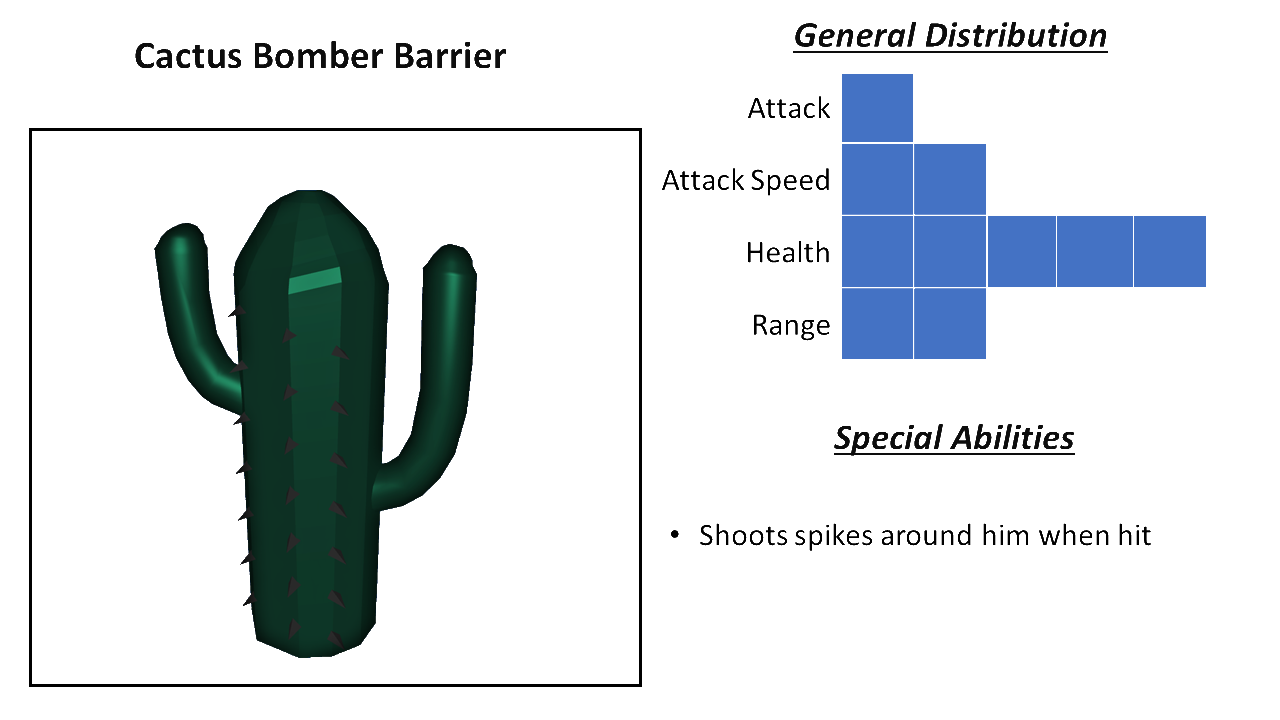 Cactus Bomber Barrier
General Distribution
Attack
Attack Speed
Health
Range
Special Abilities
• Shoots spikes around him when hit